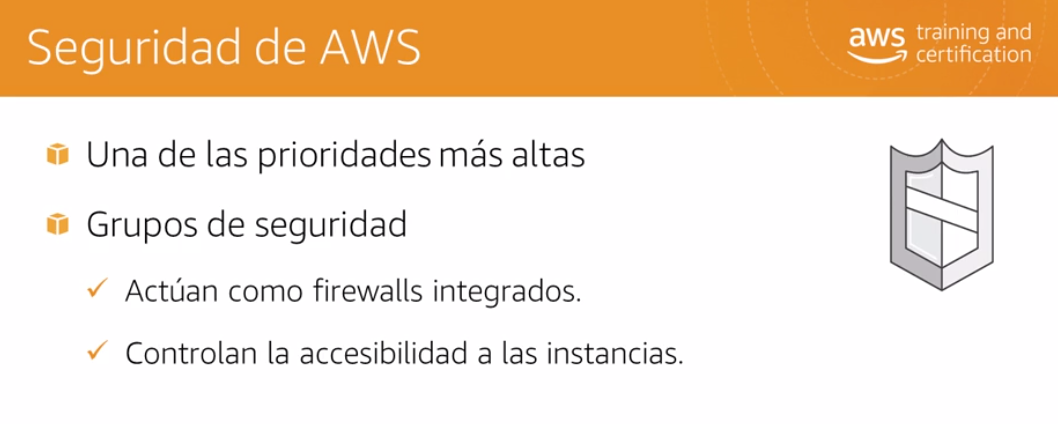 Seguridad de AWS
aws training and
certification
Una de las prioridades más altas
Grupos de seguridad
Actúan como firewalls integrados.
Controlan la accesibilidad a las instancias.